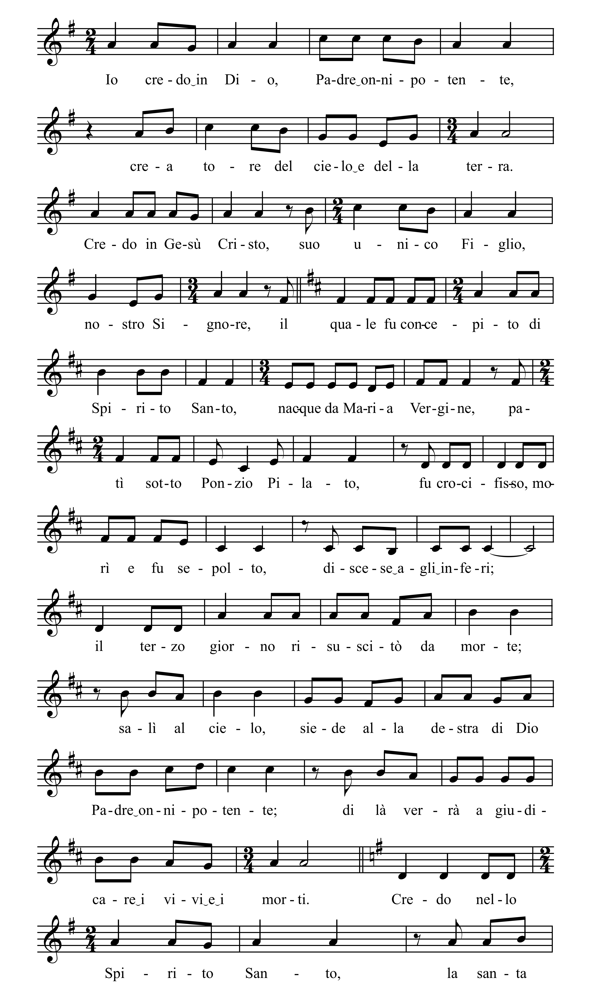 Io cre - do‿in Di - o, Pa-dre‿on-ni - po - ten - te,
cre - a to - re del cie - lo‿e del - la ter - ra.
Cre - do in Ge-sù Cri - sto, suo u - ni - co Fi - glio,
no - stro Si - gno-re, il qua - le fu con-ce - pi - to di
Spi - ri - to San-to, nac-que da Ma-ri - a Ver-gi - ne, pa-
tì sot-to Pon - zio Pi - la - to, fu cro-ci - fis-so, mo-
rì e fu se - pol - to, di - sce - se‿a - gli‿in-fe - ri;
il ter - zo gior - no ri - su - sci - tò da mor - te;
sa - lì al cie - lo, sie - de al - la de - stra di Dio
Pa-dre‿on - ni - po - ten - te; di là ver - rà a giu - di -
ca - re‿i vi - vi‿e‿i mor - ti. Cre - do nel - lo
Spi - ri - to San - to, la san - ta